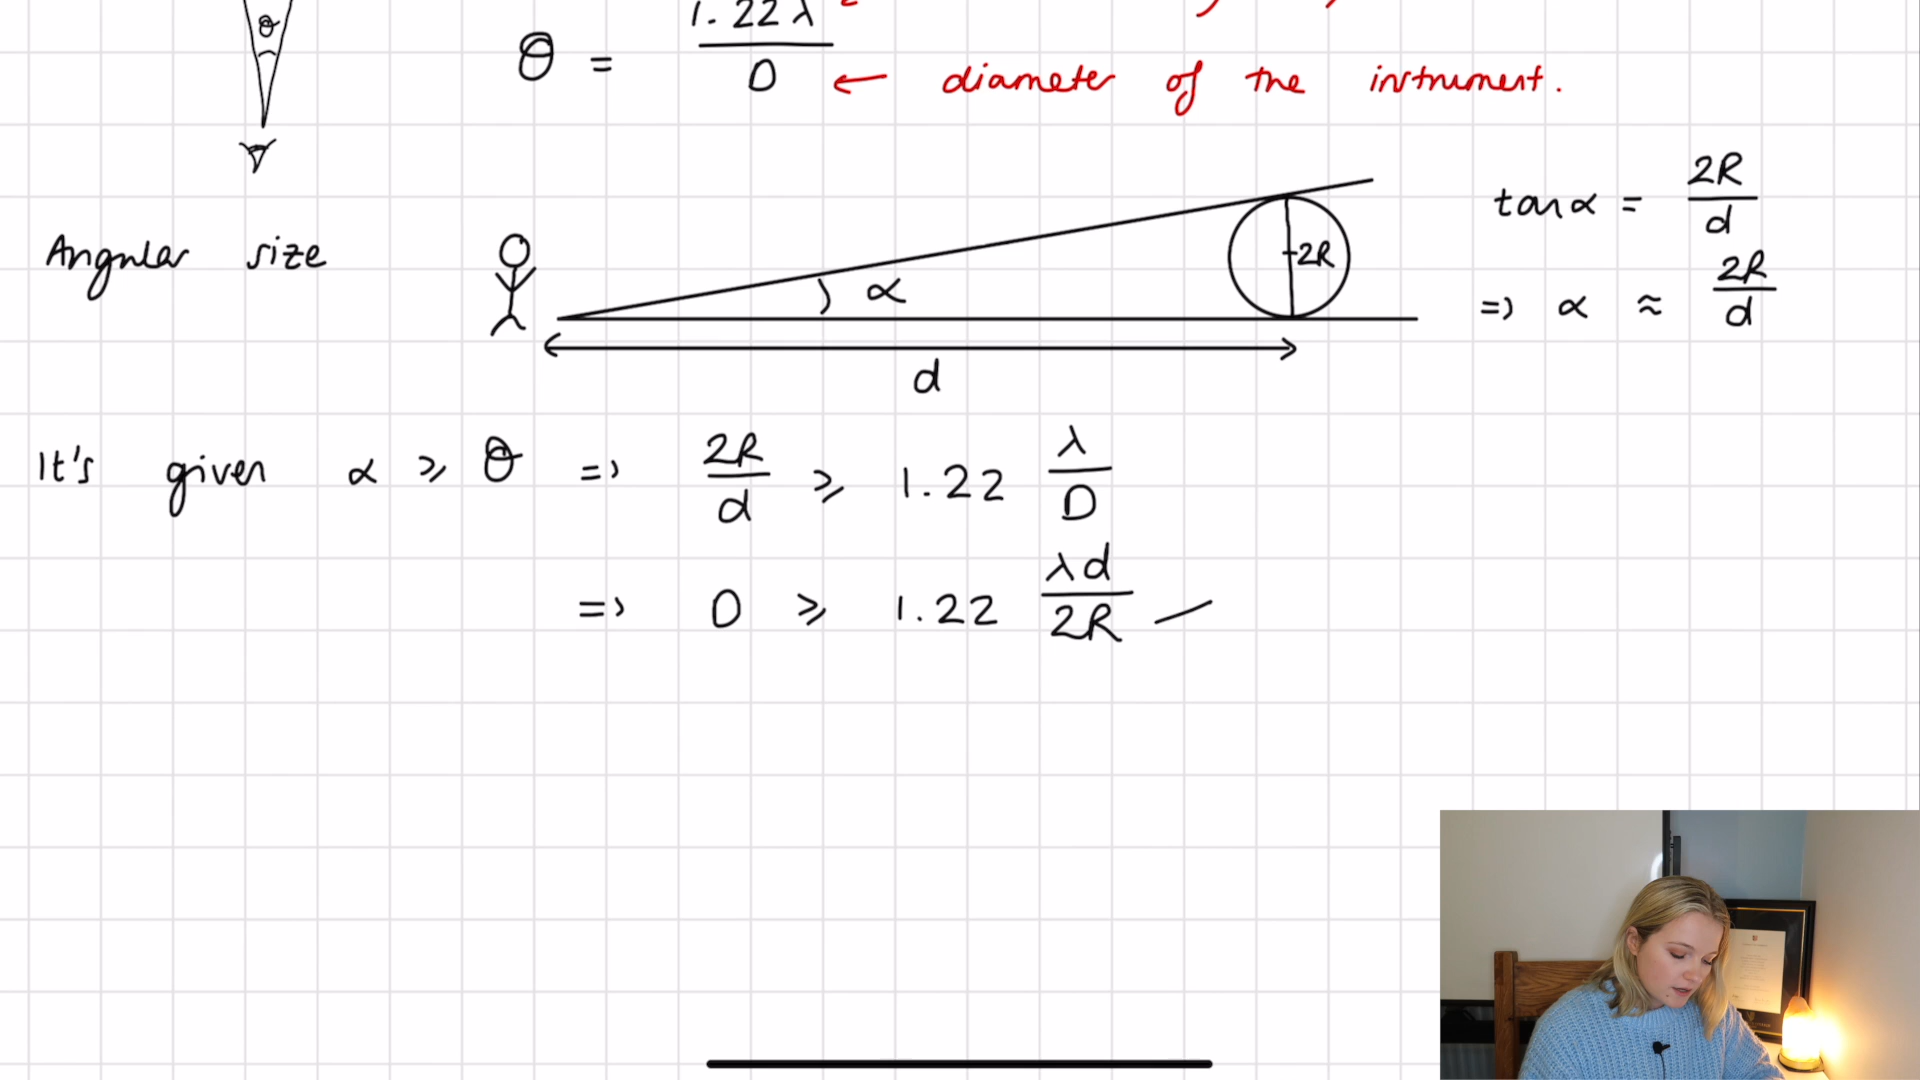 θ
θ = 1.22 λ / D ← diameter of the instrument.
Angular size
α
2R
d
tan α = 2R / d
=> α ≈ 2R / d
It's given α ⩾ θ => 2R / d ⩾ 1.22 λ / D
=> D ⩾ 1.22 λd / 2R